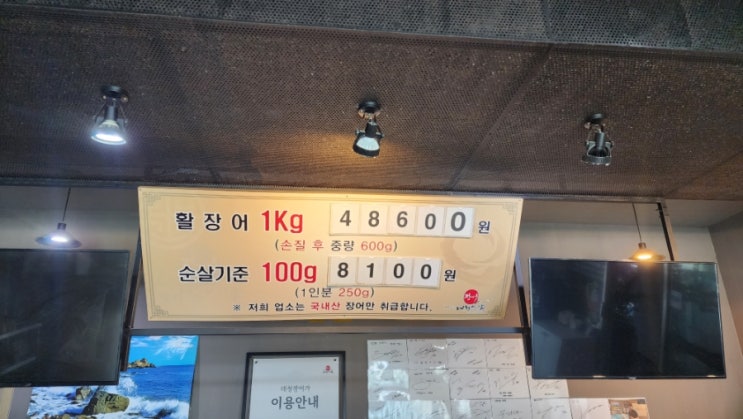 활 장 어 1Kg 48600 원
(손질 후 중량 600g)
순살기준 100g 8100 원
(1인분 250g)
※ 저희 업소는 국내산 장어만 취급합니다.
이용안내